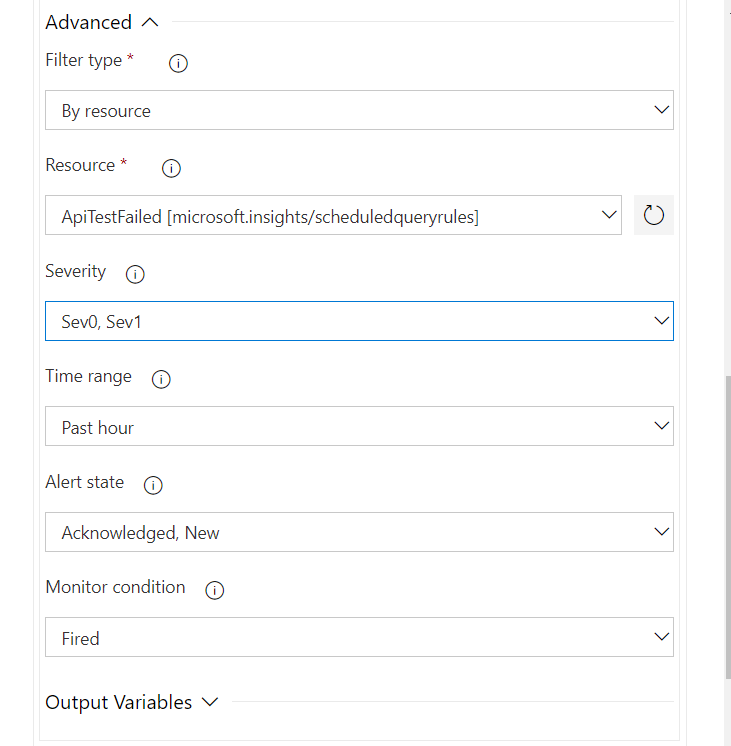 Advanced
Filter type *
By resource
Resource *
ApiTestFailed [microsoft.insights/scheduledqueryrules]
Severity
Sev0, Sev1
Time range
Past hour
Alert state
Acknowledged, New
Monitor condition
Fired
Output Variables